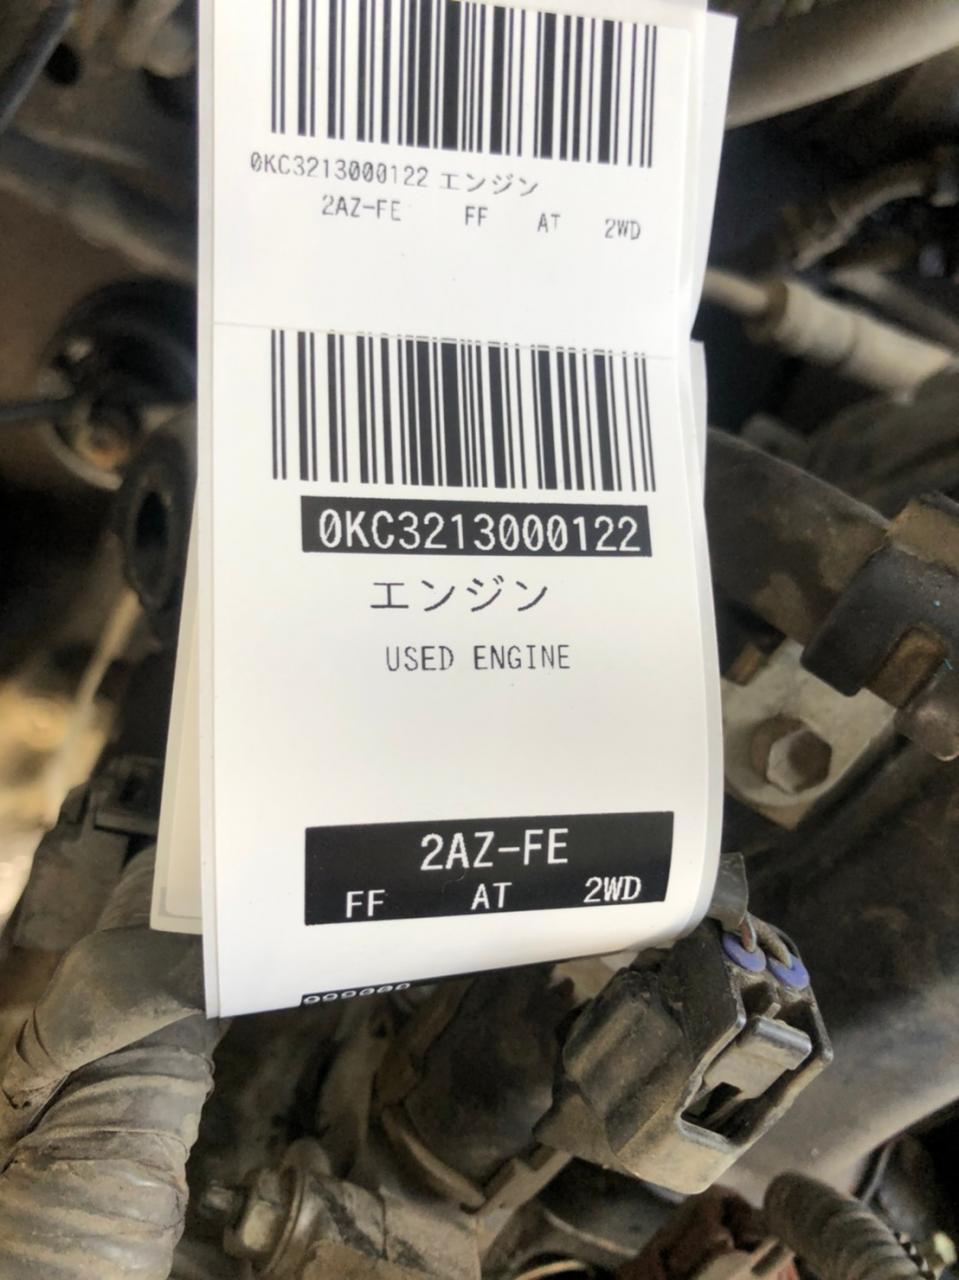 0KC3213000122 エンジン
2AZ-FE FF AT 2WD
0KC3213000122
エンジン
USED ENGINE
2AZ-FE
FF AT 2WD